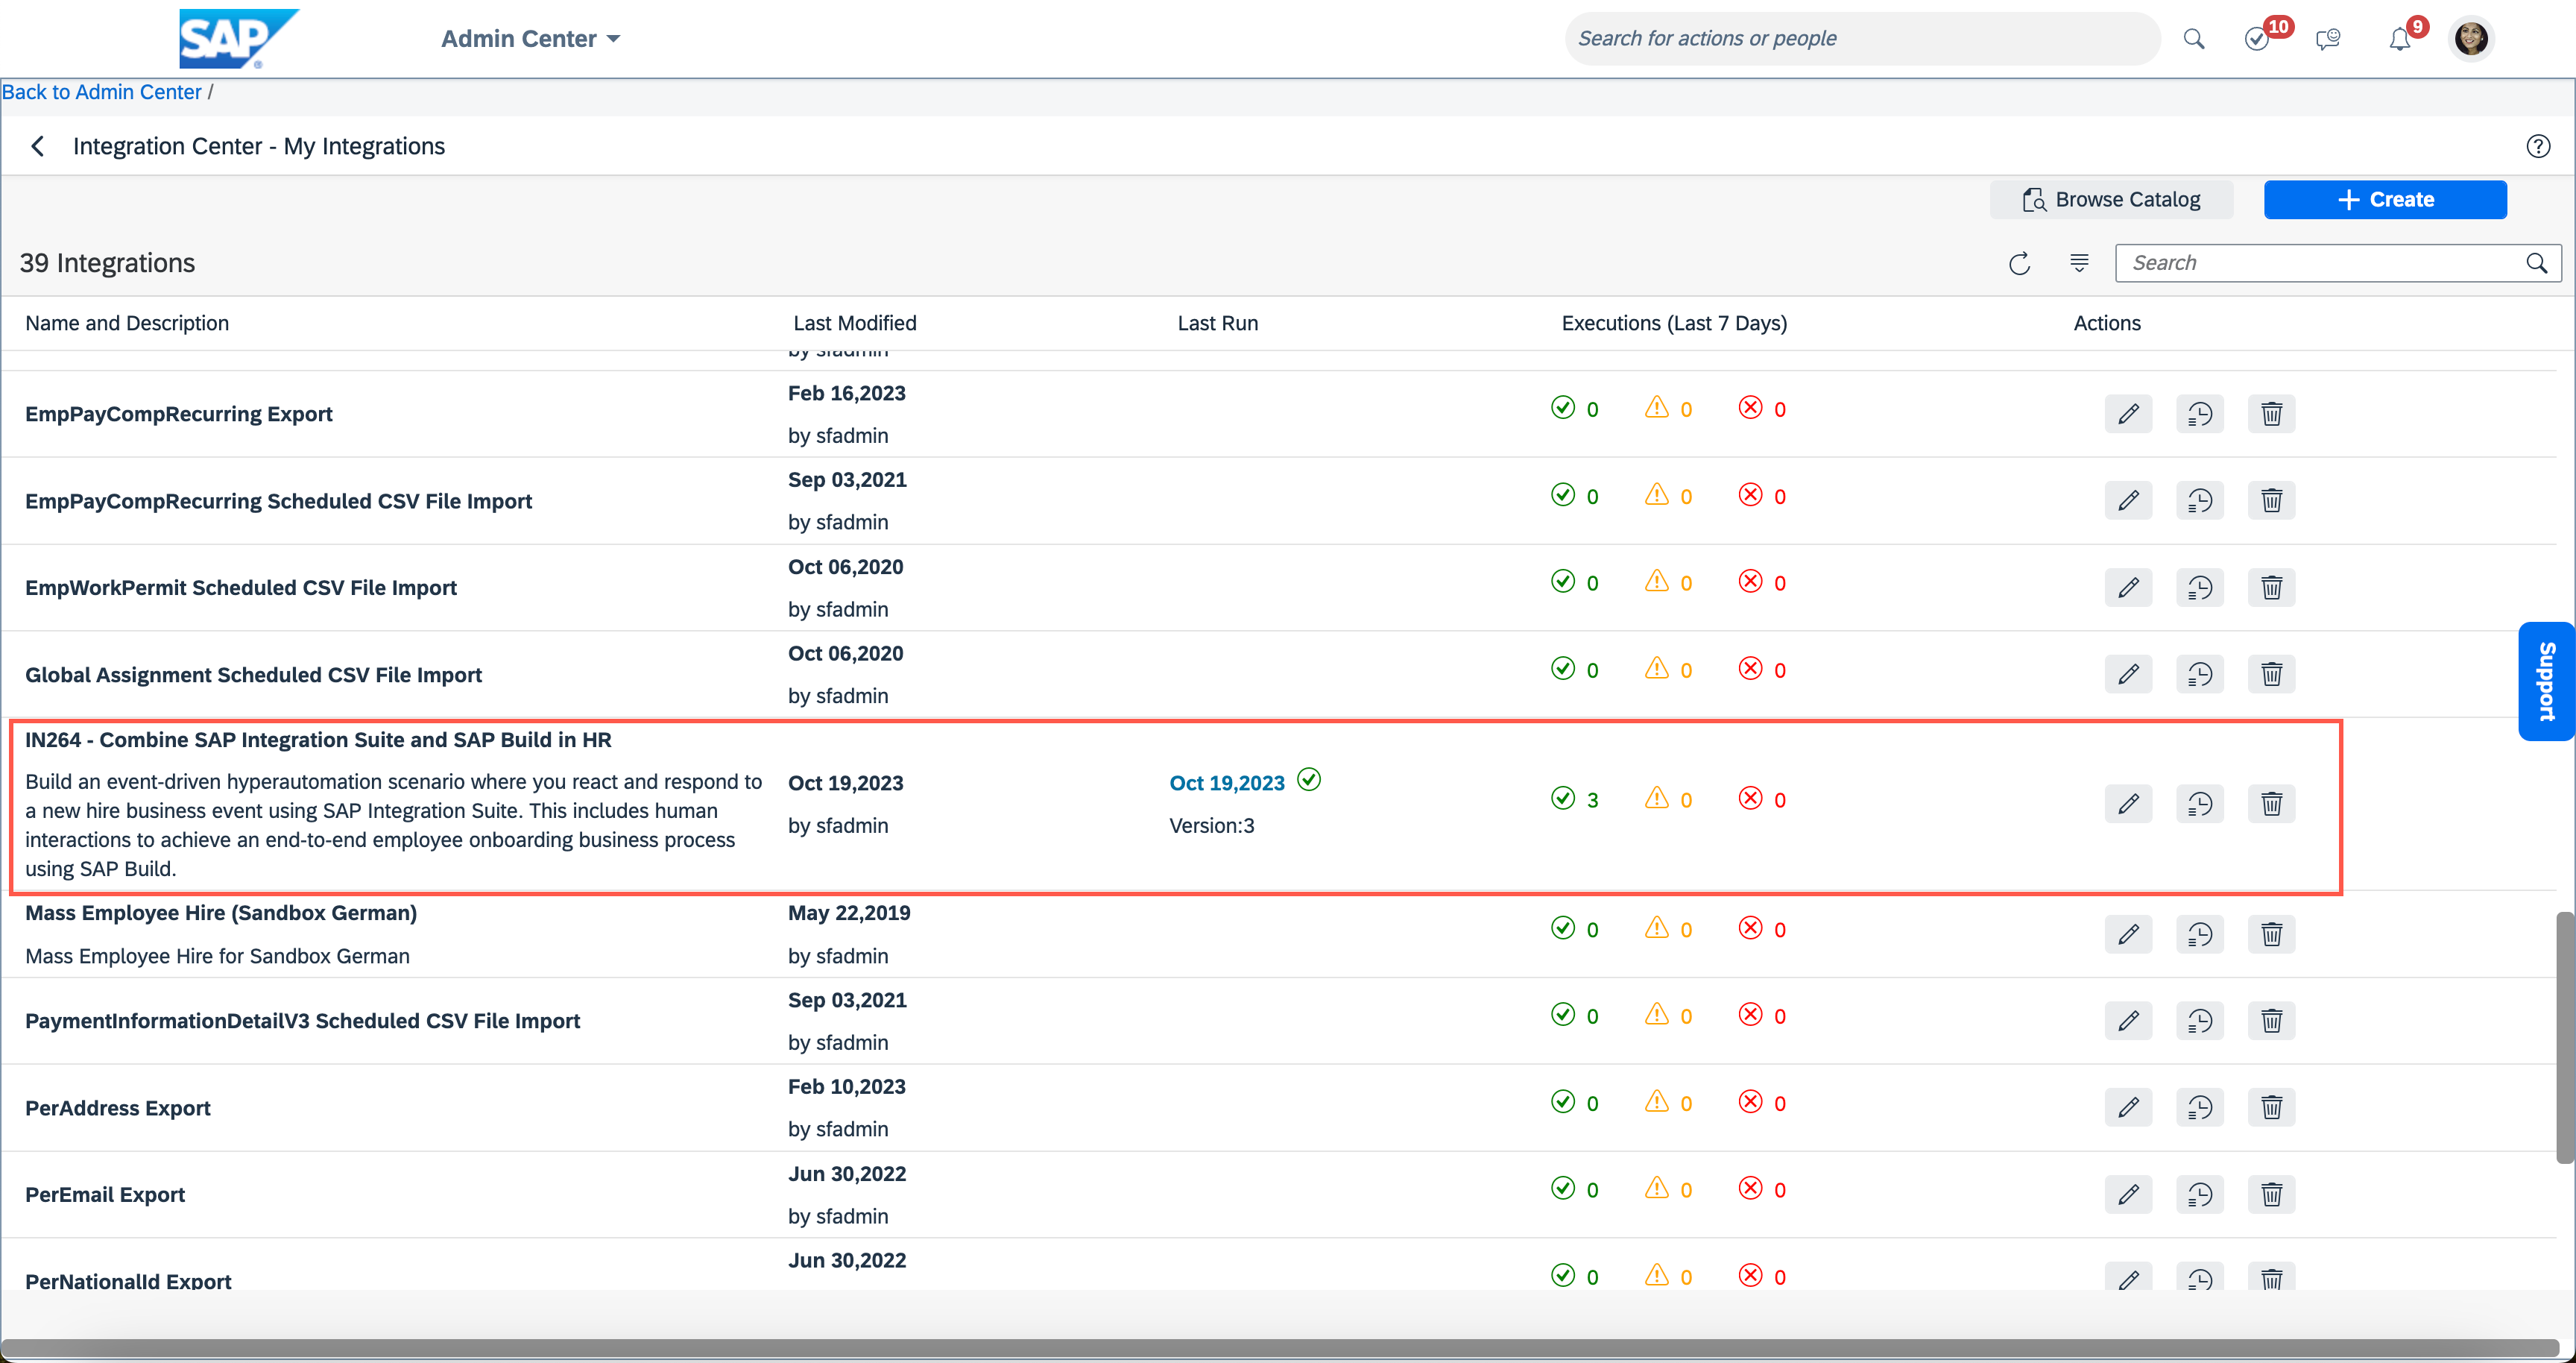 SAP
Admin Center
Search for actions or people
10
9
Back to Admin Center /
Integration Center - My Integrations
Browse Catalog
Create
39 Integrations
Search
Name and Description Last Modified Last Run Executions (Last 7 Days) Actions
by sfadmin
EmpPayCompRecurring Export
Feb 16,2023
by sfadmin
0 0 0
EmpPayCompRecurring Scheduled CSV File Import
Sep 03,2021
by sfadmin
0 0 0
EmpWorkPermit Scheduled CSV File Import
Oct 06,2020
by sfadmin
0 0 0
Global Assignment Scheduled CSV File Import
Oct 06,2020
by sfadmin
0 0 0
Support
IN264 - Combine SAP Integration Suite and SAP Build in HR
Build an event-driven hyperautomation scenario where you react and respond to
a new hire business event using SAP Integration Suite. This includes human
interactions to achieve an end-to-end employee onboarding business process
using SAP Build.
Oct 19,2023
by sfadmin
Oct 19,2023
Version:3
3 0 0
Mass Employee Hire (Sandbox German)
Mass Employee Hire for Sandbox German
May 22,2019
by sfadmin
0 0 0
PaymentInformationDetailV3 Scheduled CSV File Import
Sep 03,2021
by sfadmin
0 0 0
PerAddress Export
Feb 10,2023
by sfadmin
0 0 0
PerEmail Export
Jun 30,2022
by sfadmin
0 0 0
PerNationalId Export
Jun 30,2022
0 0 0